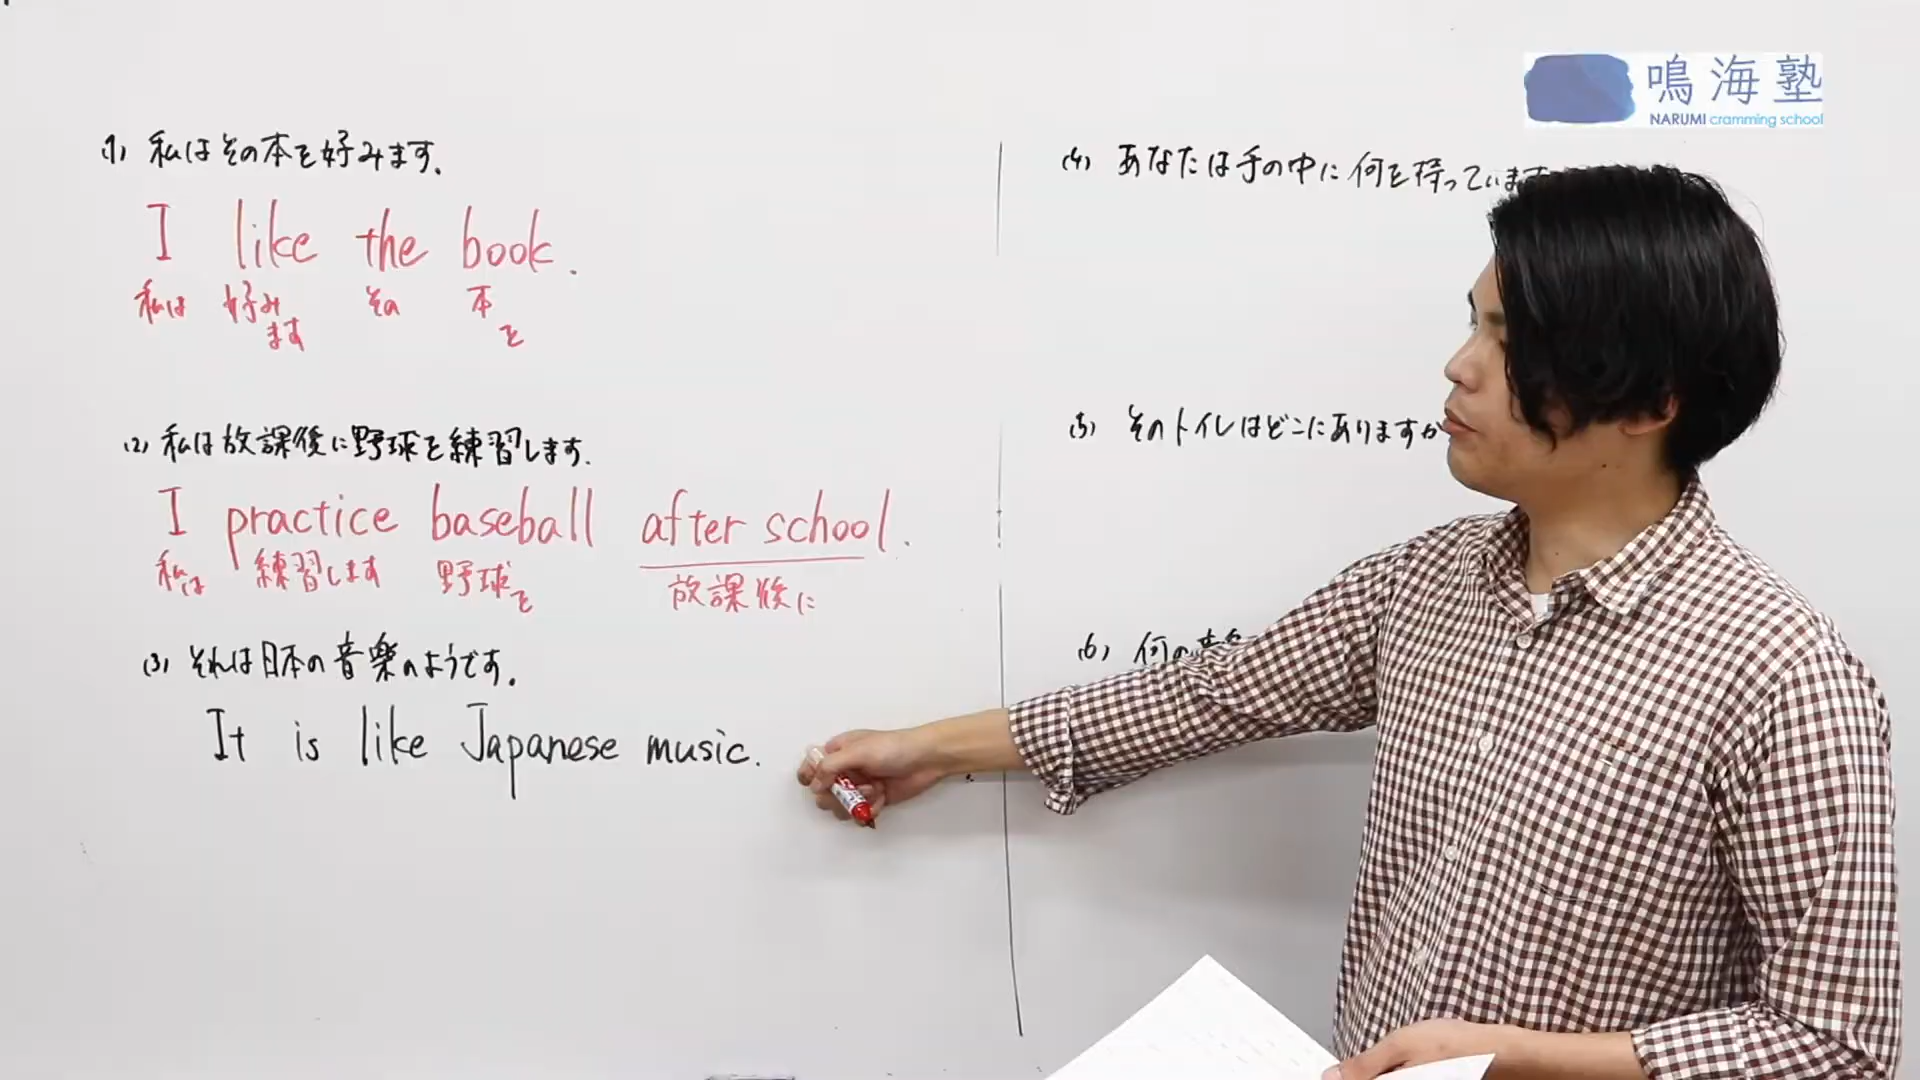 鳴海塾
NARUMI cramming school
(1) 私はその本を好みます.
I like the book.
私は 好み その 本
ます を
(2) 私は放課後に野球を練習します.
I practice baseball after school.
私は 練習します 野球を 放課後に
(3) それは日本の音楽のようです.
It is like Japanese music.
(4) あなたは手の中に何を持っています
(5) そのトイレはどこにありますか
(6) 何の